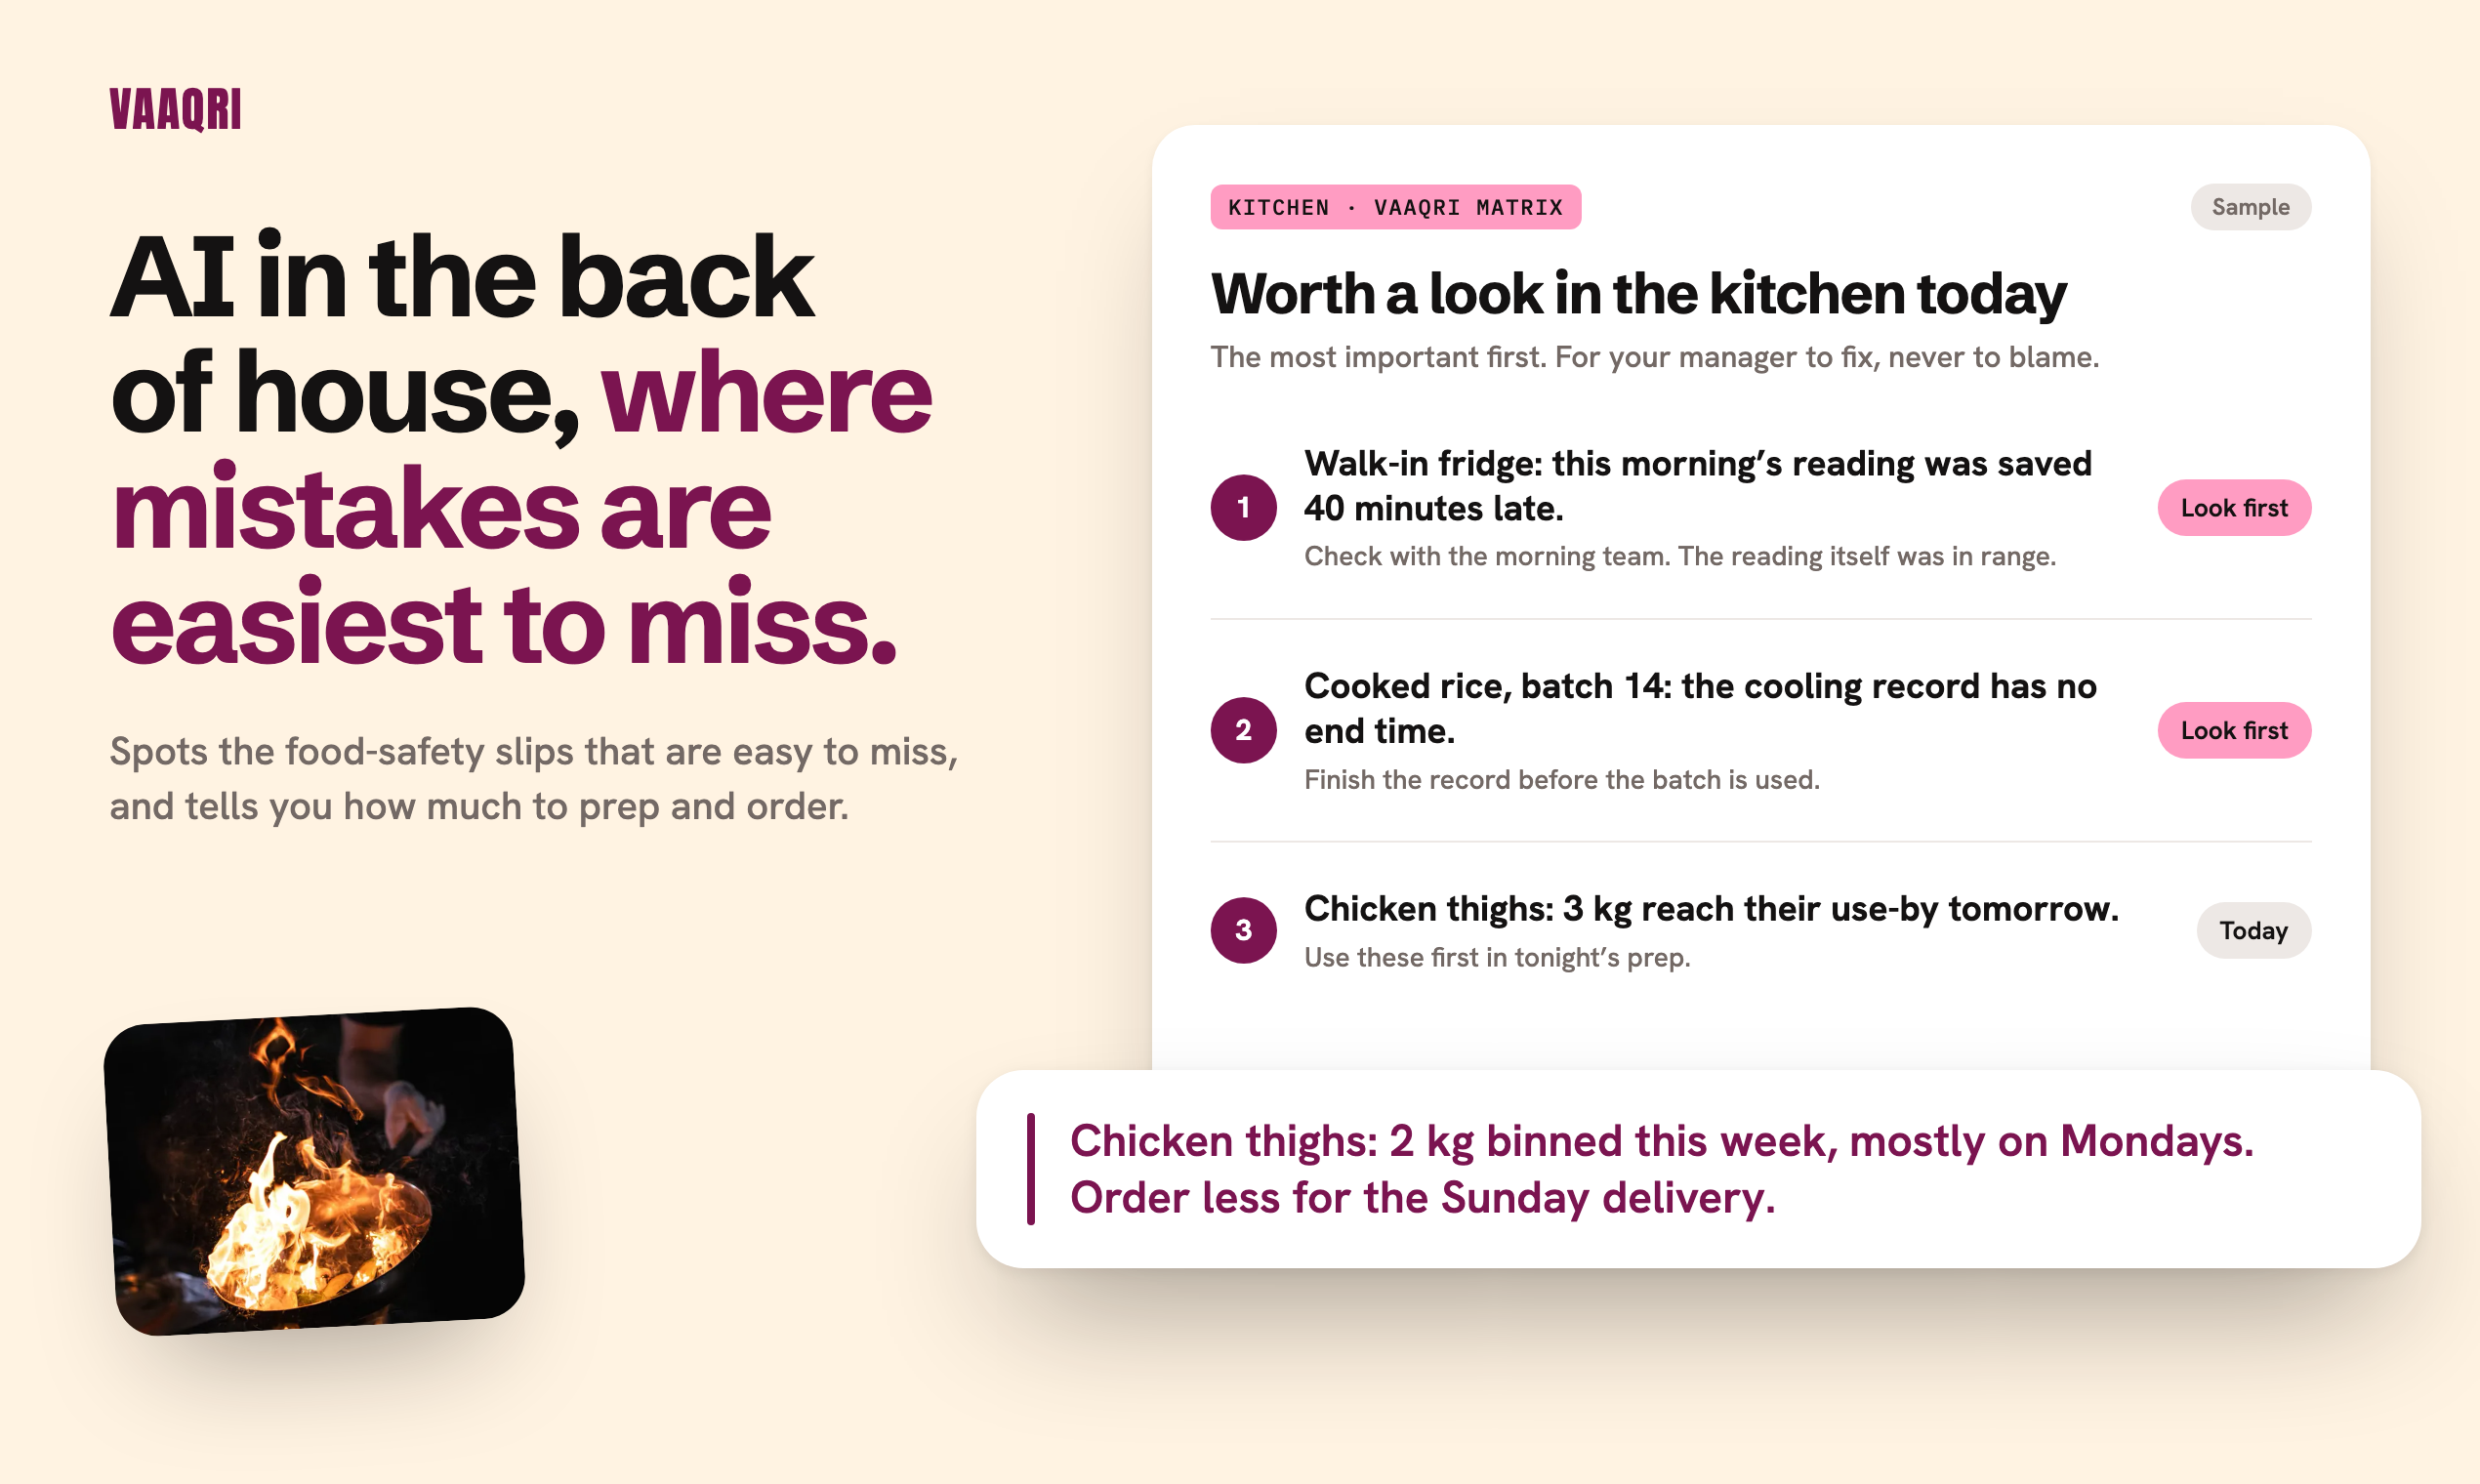 VAAQRI
AI in the back
of house, where
mistakes are
easiest to miss.
Spots the food-safety slips that are easy to miss,
and tells you how much to prep and order.
KITCHEN · VAAQRI MATRIX
Sample
Worth a look in the kitchen today
The most important first. For your manager to fix, never to blame.
1
Walk-in fridge: this morning’s reading was saved
40 minutes late.
Check with the morning team. The reading itself was in range.
Look first
2
Cooked rice, batch 14: the cooling record has no
end time.
Finish the record before the batch is used.
Look first
3
Chicken thighs: 3 kg reach their use-by tomorrow.
Use these first in tonight’s prep.
Today
Chicken thighs: 2 kg binned this week, mostly on Mondays.
Order less for the Sunday delivery.